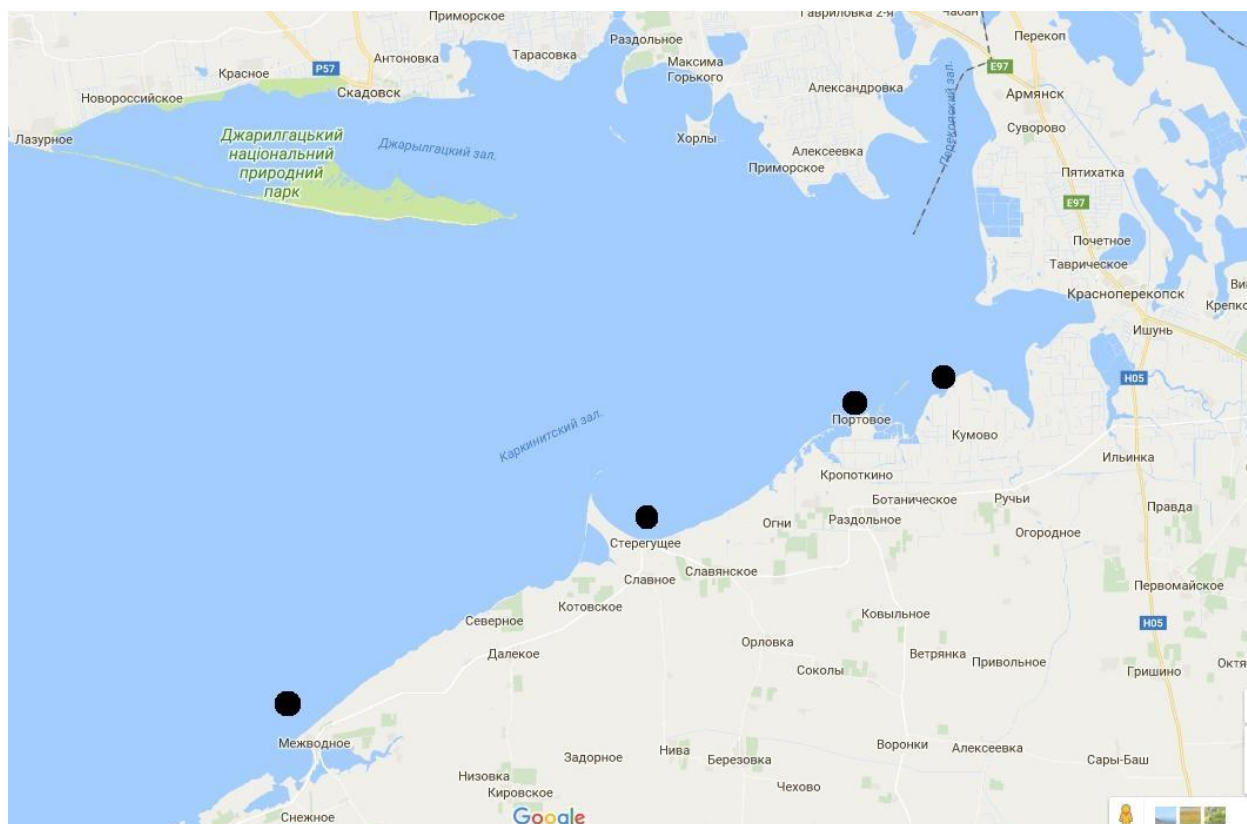 Приморское
Гавриловка 2-я
Чабан
Раздольное
Перекоп
Антоновка
Тарасовка
Максима
Горького
Красное
P57
E97
Скадовск
Новороссийское
Александровка
Армянск
Лазурное
Джарилгацький
національний
природний
парк
Джарылгацкий зал.
Хорлы
Перекопский зал.
Суворово
Алексеевка
Приморское
Пятихатка
E97
Почетное
Таврическое
Красноперекопск
Ишунь
H05
Каркинитский зал.
Портовое
Кумово
Ильинка
Кропоткино
Ботаническое
Ручьи
Правда
Огни
Раздольное
Огородное
Стерегущее
Славное
Славянское
Первомайское
Котовское
Северное
Ковыльное
H05
Орловка
Далекое
Ветрянка
Привольное
Соколы
Гришино
Межводное
Задорное
Нива
Березовка
Воронки
Алексеевка
Сары-Баш
Низовка
Кировское
Чехово
Снежное
Google